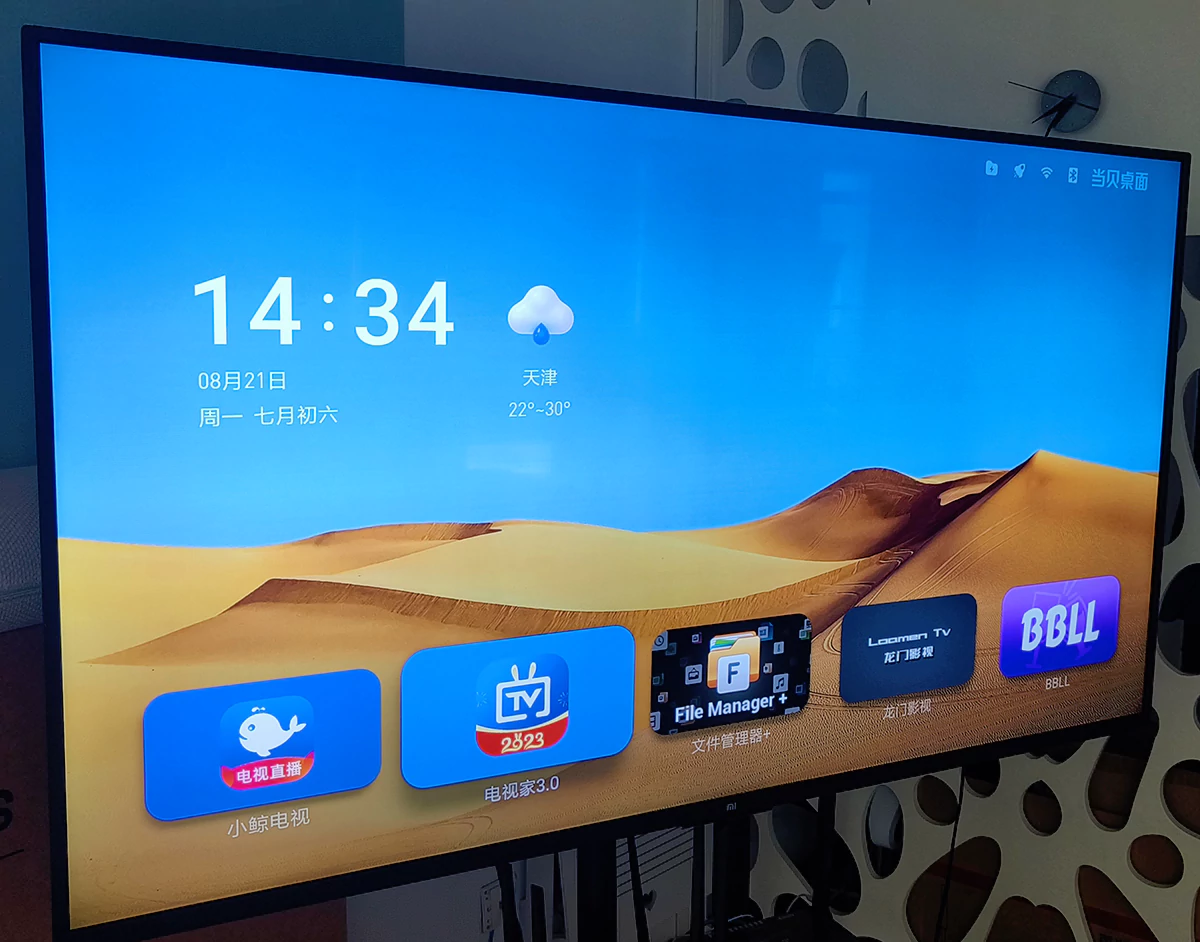 当贝桌面
14:34
08月21日
周一 七月初六
天津
22°~30°
电视直播
小鲸电视
TV
2023
电视家3.0
F
File Manager +
文件管理器+
Loomen Tv
龙门影视
龙门影视
BBLL
BBLL
mi